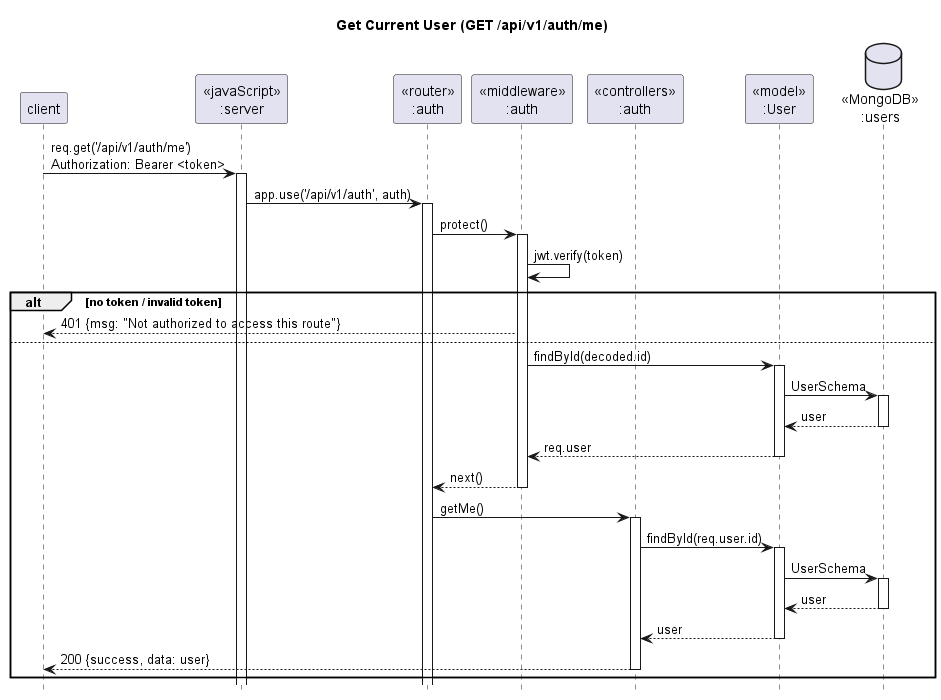 Get Current User (GET /api/v1/auth/me)
client
«javaScript»
:server
«router»
:auth
«middleware»
:auth
«controllers»
:auth
«model»
:User
«MongoDB»
:users
req.get('/api/v1/auth/me')
Authorization: Bearer <token>
app.use('/api/v1/auth', auth)
protect()
jwt.verify(token)
alt [no token / invalid token]
401 {msg: "Not authorized to access this route"}
findById(decoded.id)
UserSchema
user
req.user
next()
getMe()
findById(req.user.id)
UserSchema
user
user
200 {success, data: user}